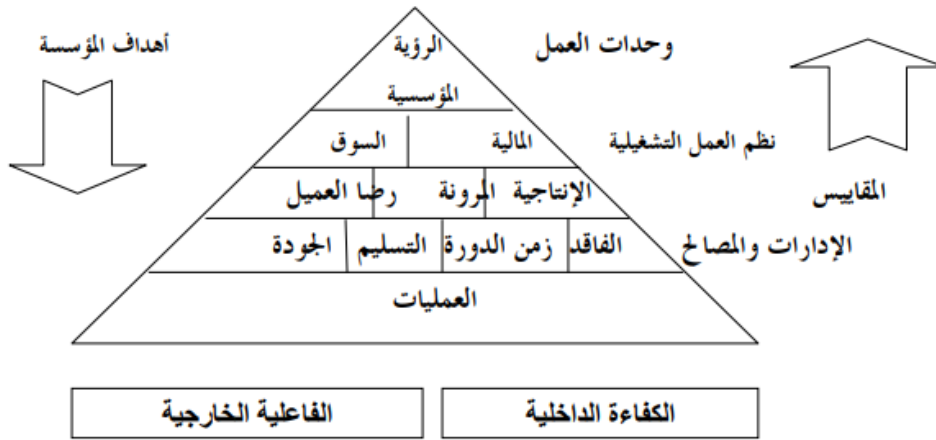 أهداف المؤسسة
الرؤية
وحدات العمل
المؤسسية
السوق
المالية
نظم العمل التشغيلية
رضا العميل
المرونة
الإنتاجية
المقاييس
الجودة
التسليم
زمن الدورة
الفاقد
الإدارات والمصالح
العمليات
الفاعلية الخارجية
الكفاءة الداخلية